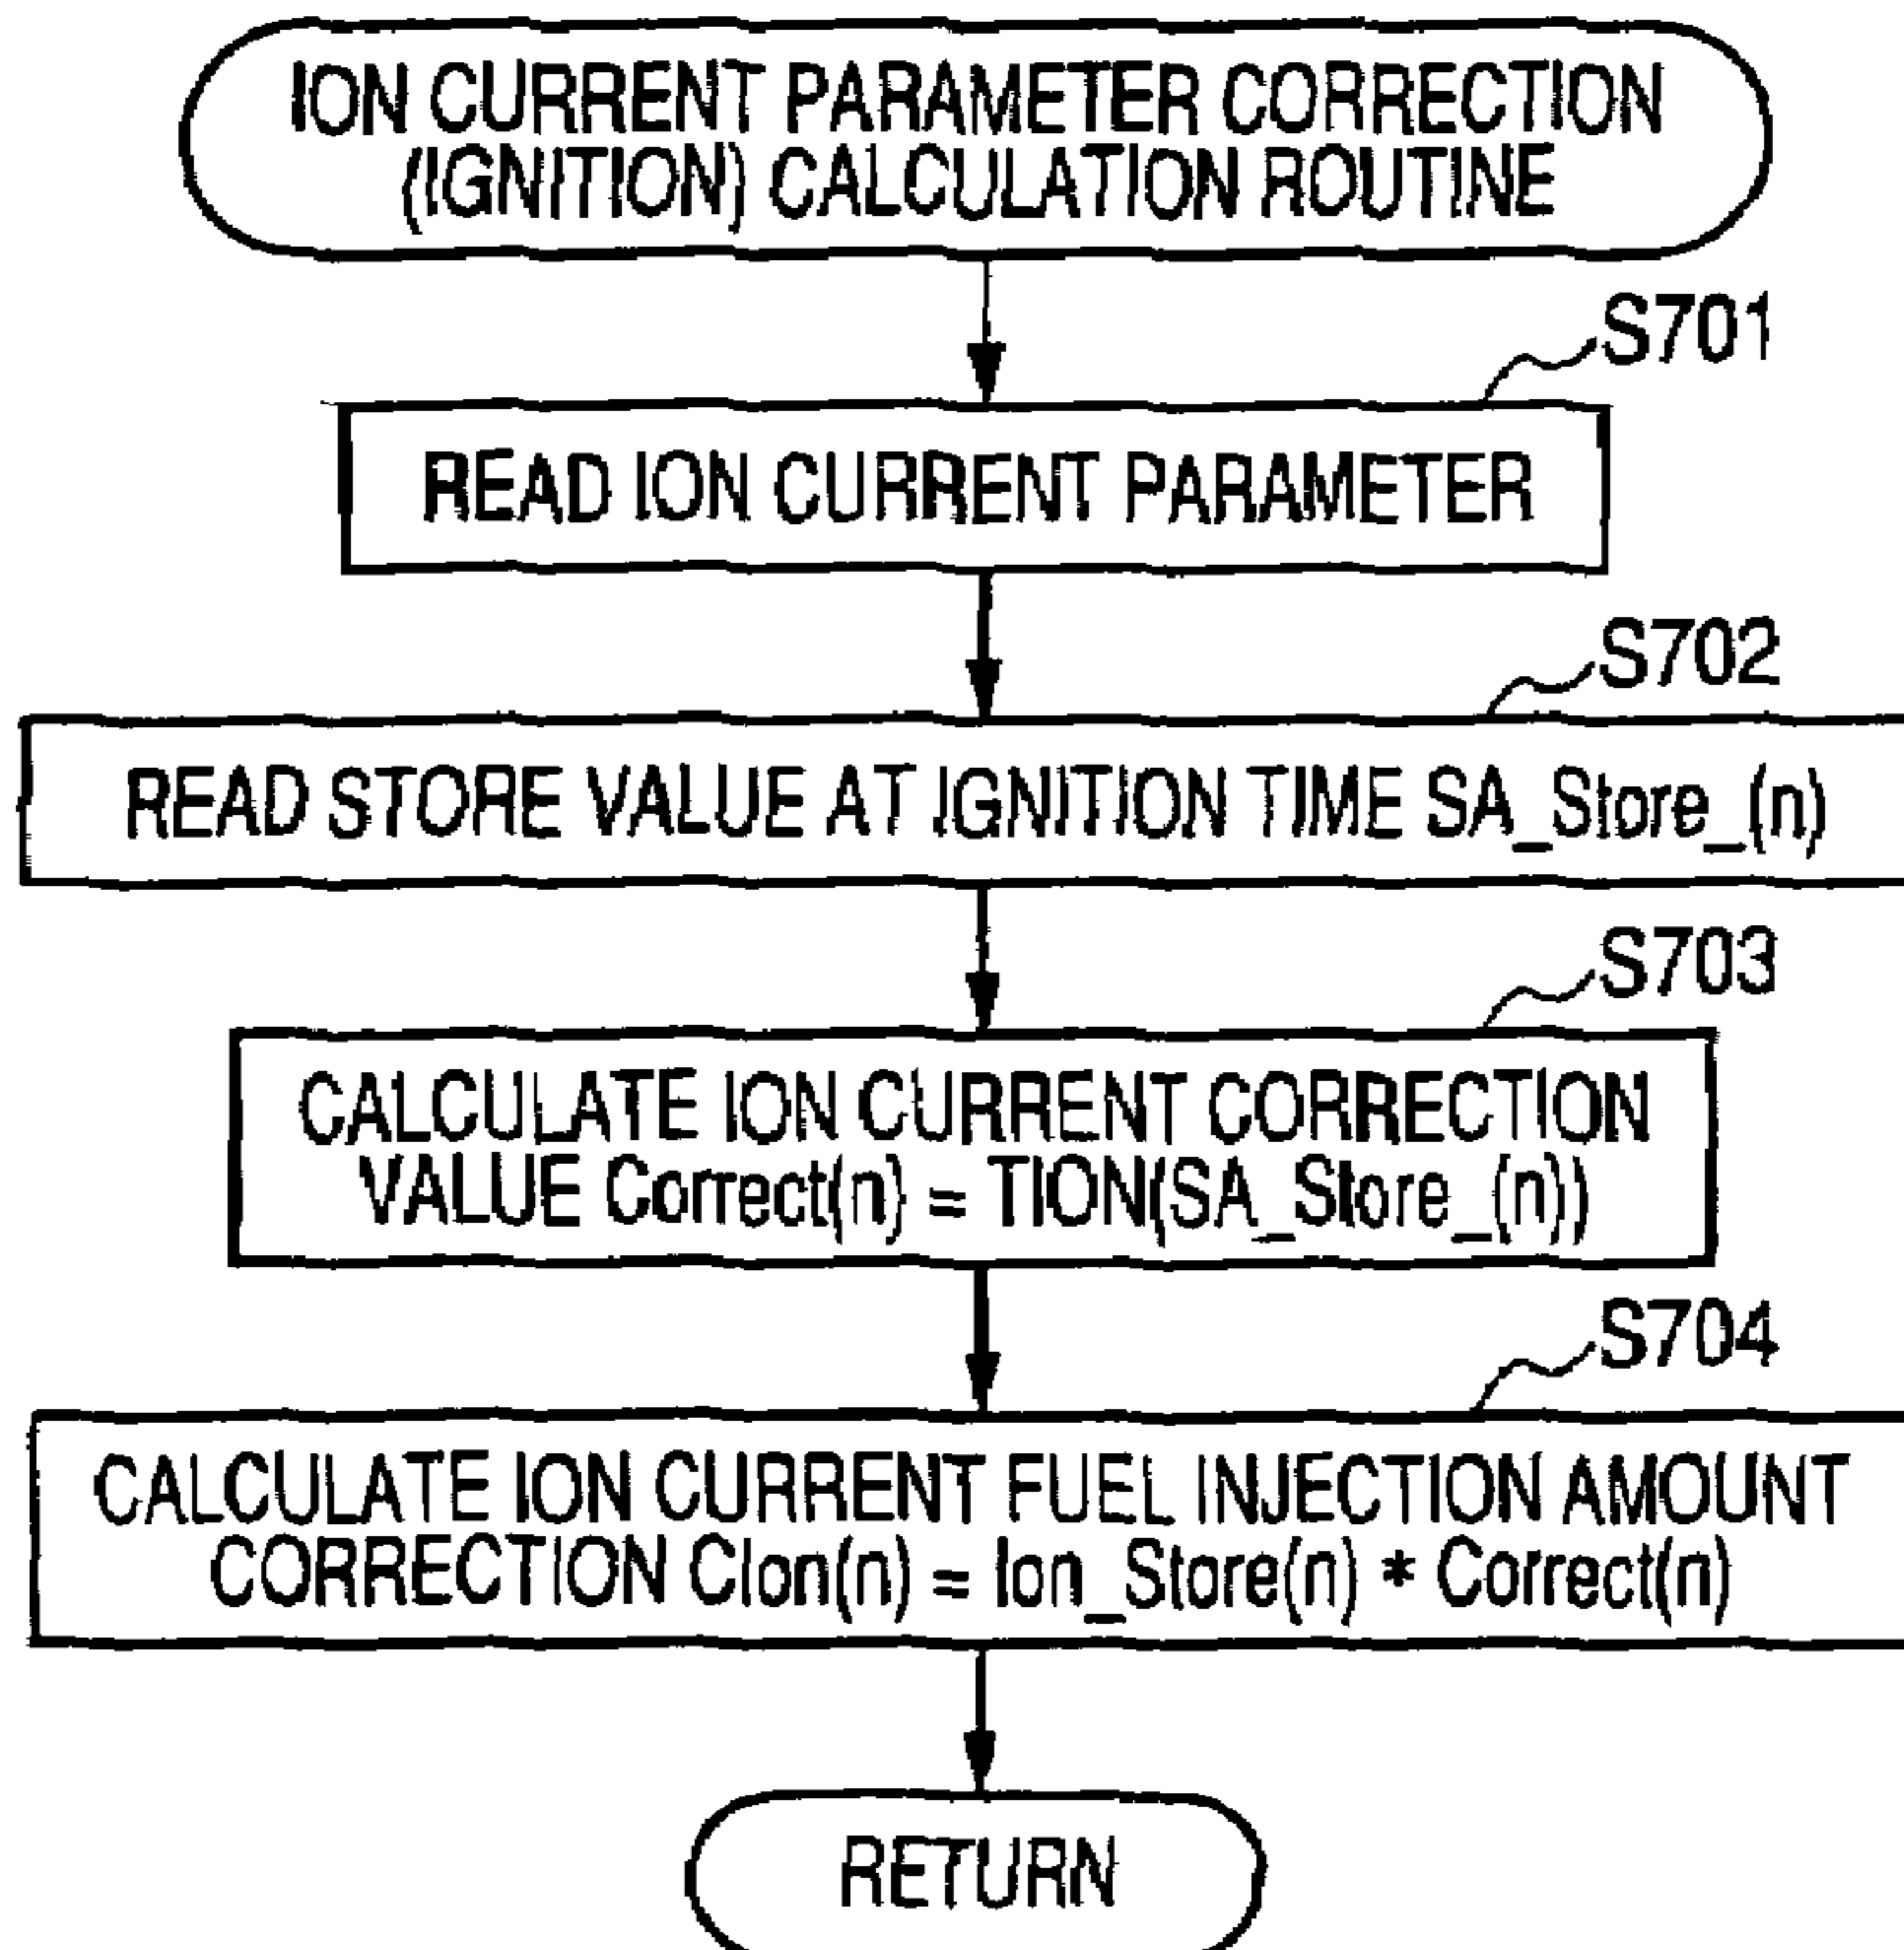 ION CURRENT PARAMETER CORRECTION
(IGNITION) CALCULATION ROUTINE
S701
READ ION CURRENT PARAMETER
S702
READ STORE VALUE AT IGNITION TIME SA_Store_(n)
S703
CALCULATE ION CURRENT CORRECTION
VALUE Correct(n) = TION(SA_Store_(n))
S704
CALCULATE ION CURRENT FUEL INJECTION AMOUNT
CORRECTION CIon(n) = Ion_Store(n) * Correct(n)
RETURN